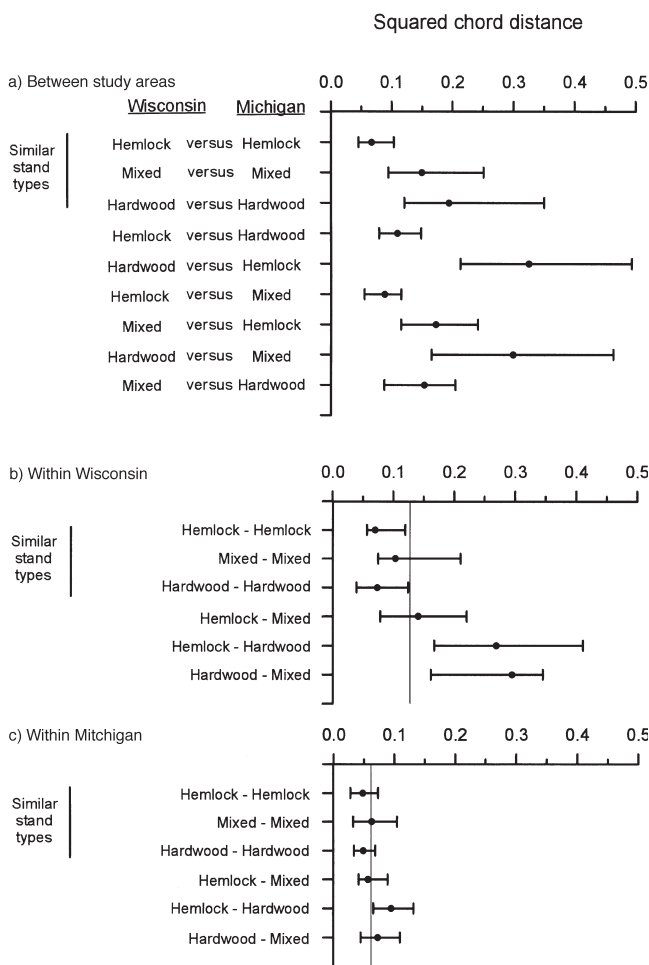 Squared chord distance
a) Between study areas
0.0 0.1 0.2 0.3 0.4 0.5
Wisconsin Michigan
Similar stand types
Hemlock versus Hemlock
Mixed versus Mixed
Hardwood versus Hardwood
Hemlock versus Hardwood
Hardwood versus Hemlock
Hemlock versus Mixed
Mixed versus Hemlock
Hardwood versus Mixed
Mixed versus Hardwood
b) Within Wisconsin
0.0 0.1 0.2 0.3 0.4 0.5
Similar
stand
types
Hemlock - Hemlock
Mixed - Mixed
Hardwood - Hardwood
Hemlock - Mixed
Hemlock - Hardwood
Hardwood - Mixed
c) Within Mitchigan
0.0 0.1 0.2 0.3 0.4 0.5
Similar
stand
types
Hemlock - Hemlock
Mixed - Mixed
Hardwood - Hardwood
Hemlock - Mixed
Hemlock - Hardwood
Hardwood - Mixed